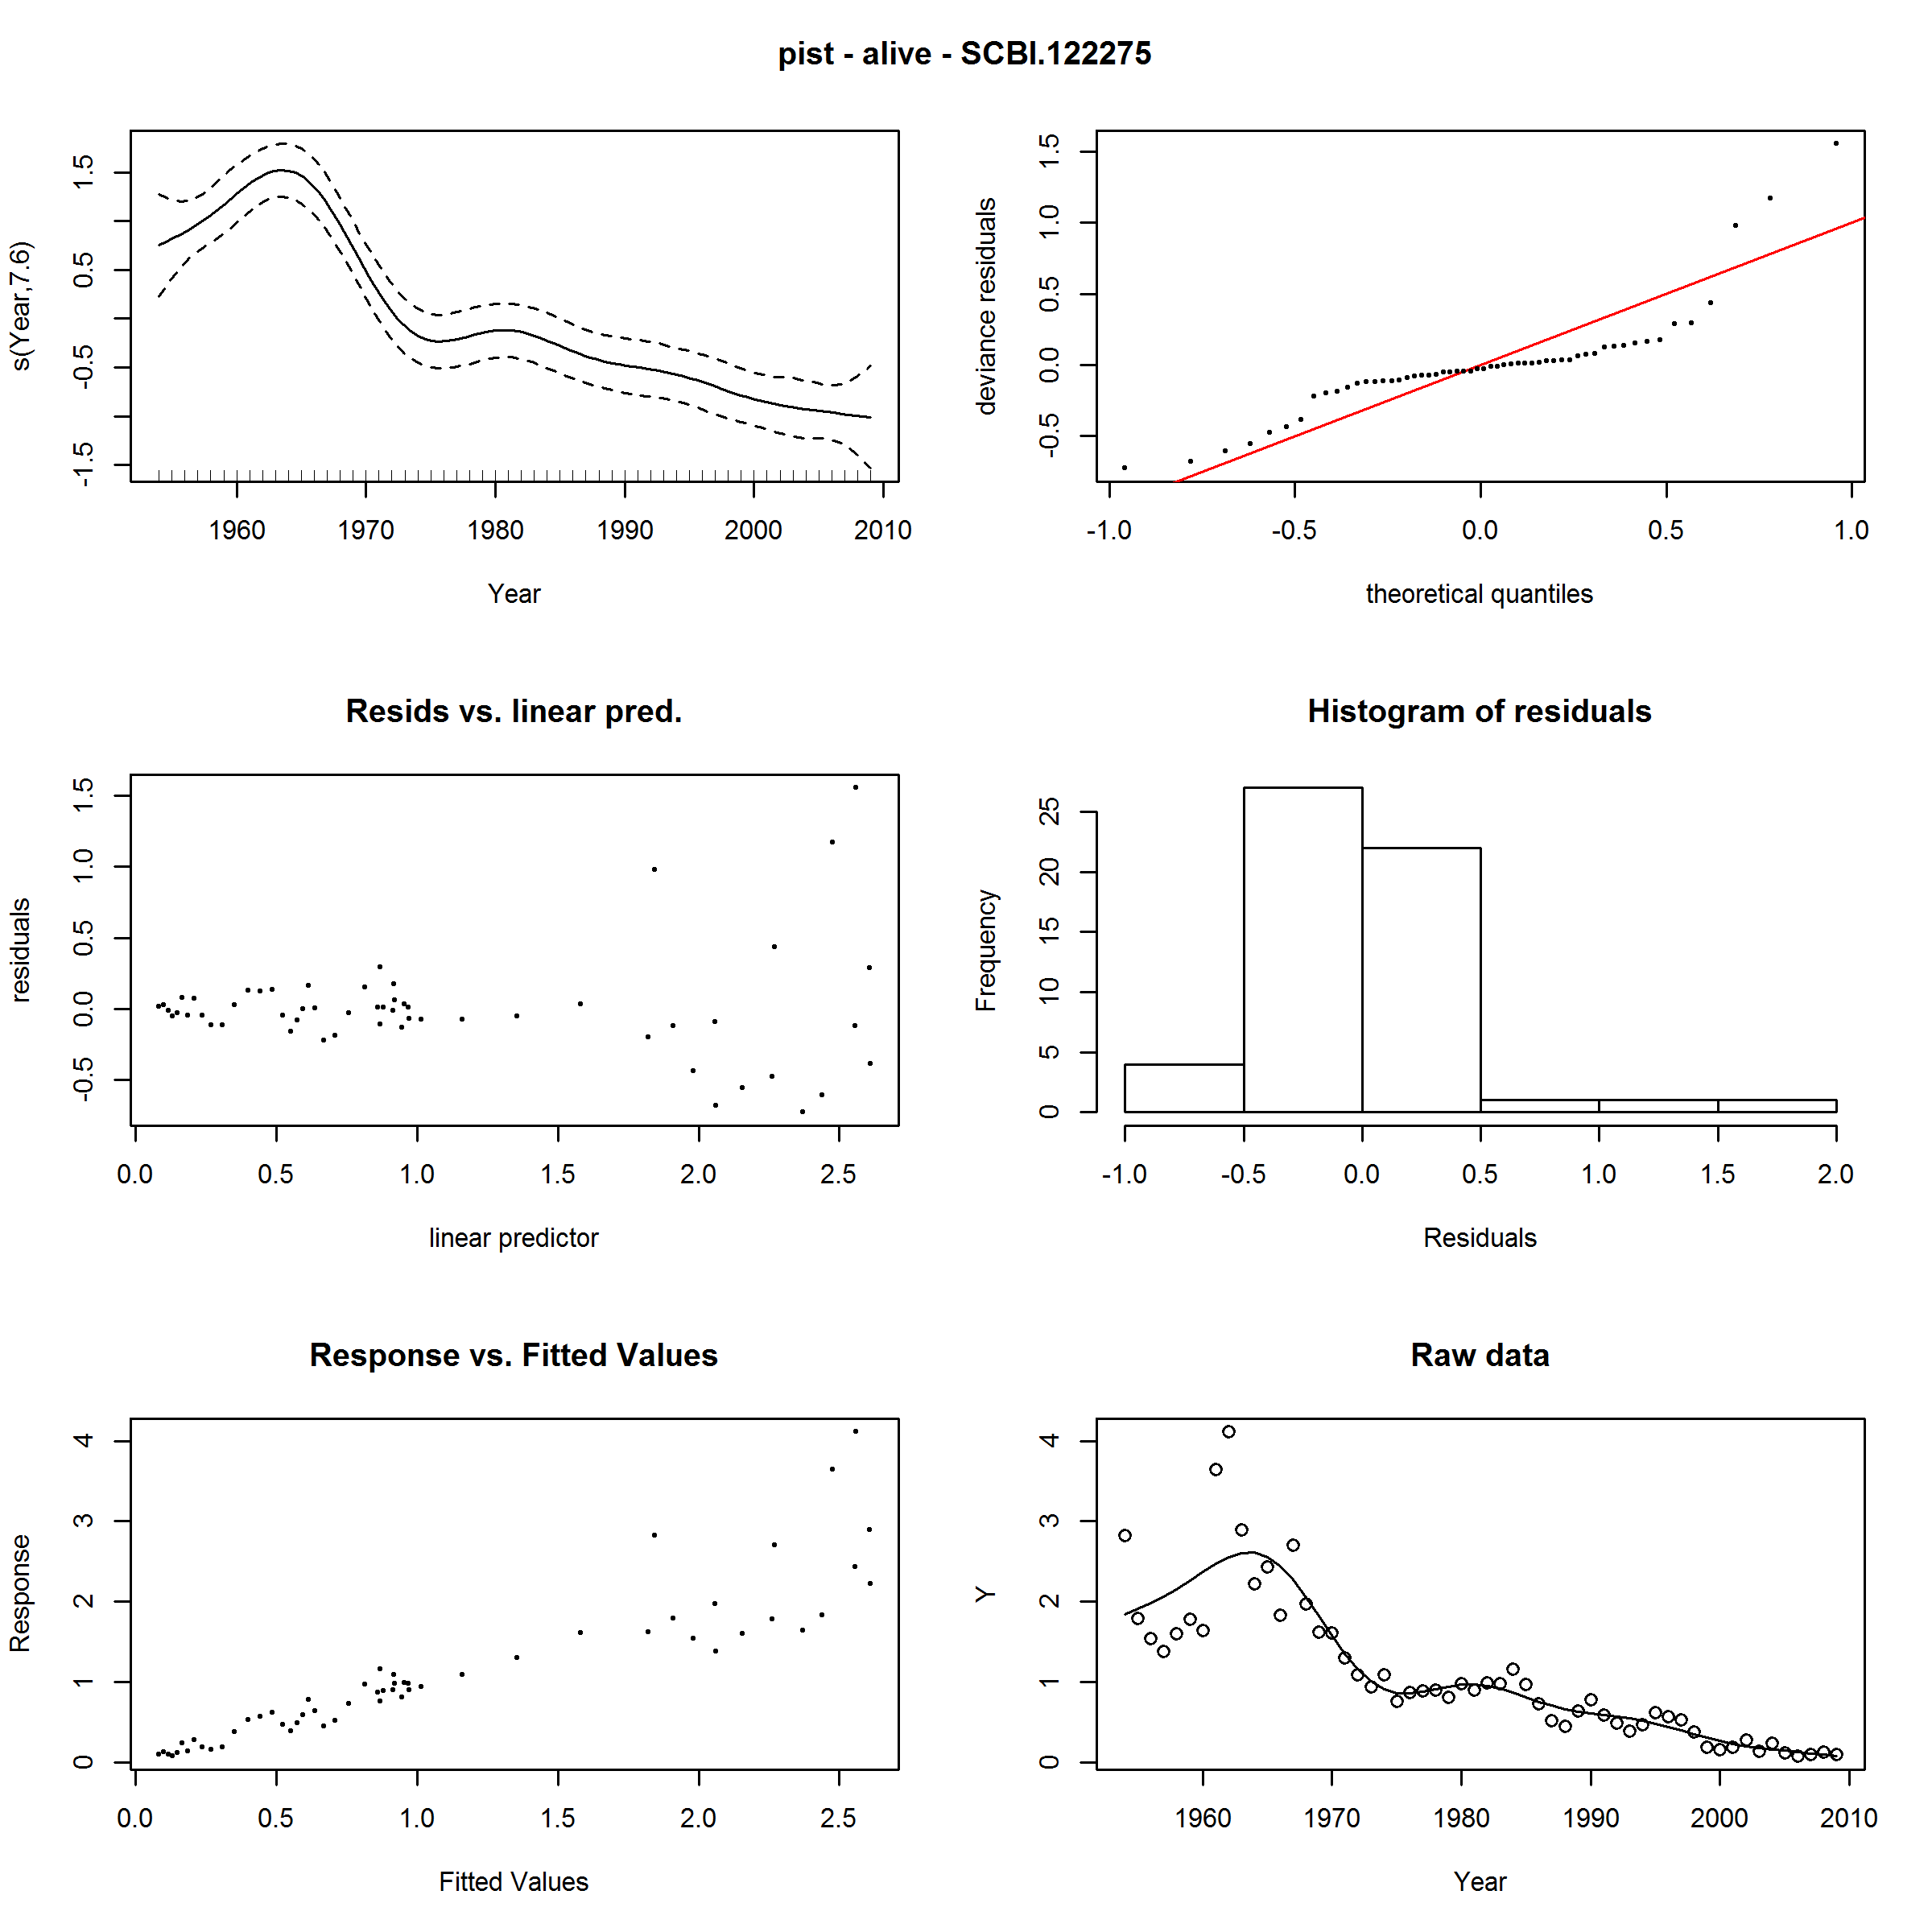 pist - alive - SCBI.122275
s(Year,7.6)
-1.5 -0.5 0.5 1.5
1960 1970 1980 1990 2000 2010
Year
deviance residuals
-0.5 0.0 0.5 1.0 1.5
-1.0 -0.5 0.0 0.5 1.0
theoretical quantiles
Resids vs. linear pred.
residuals
-0.5 0.0 0.5 1.0 1.5
0.0 0.5 1.0 1.5 2.0 2.5
linear predictor
Histogram of residuals
Frequency
0 5 10 15 20 25
-1.0 -0.5 0.0 0.5 1.0 1.5 2.0
Residuals
Response vs. Fitted Values
Response
0 1 2 3 4
0.0 0.5 1.0 1.5 2.0 2.5
Fitted Values
Raw data
Y
0 1 2 3 4
1960 1970 1980 1990 2000 2010
Year